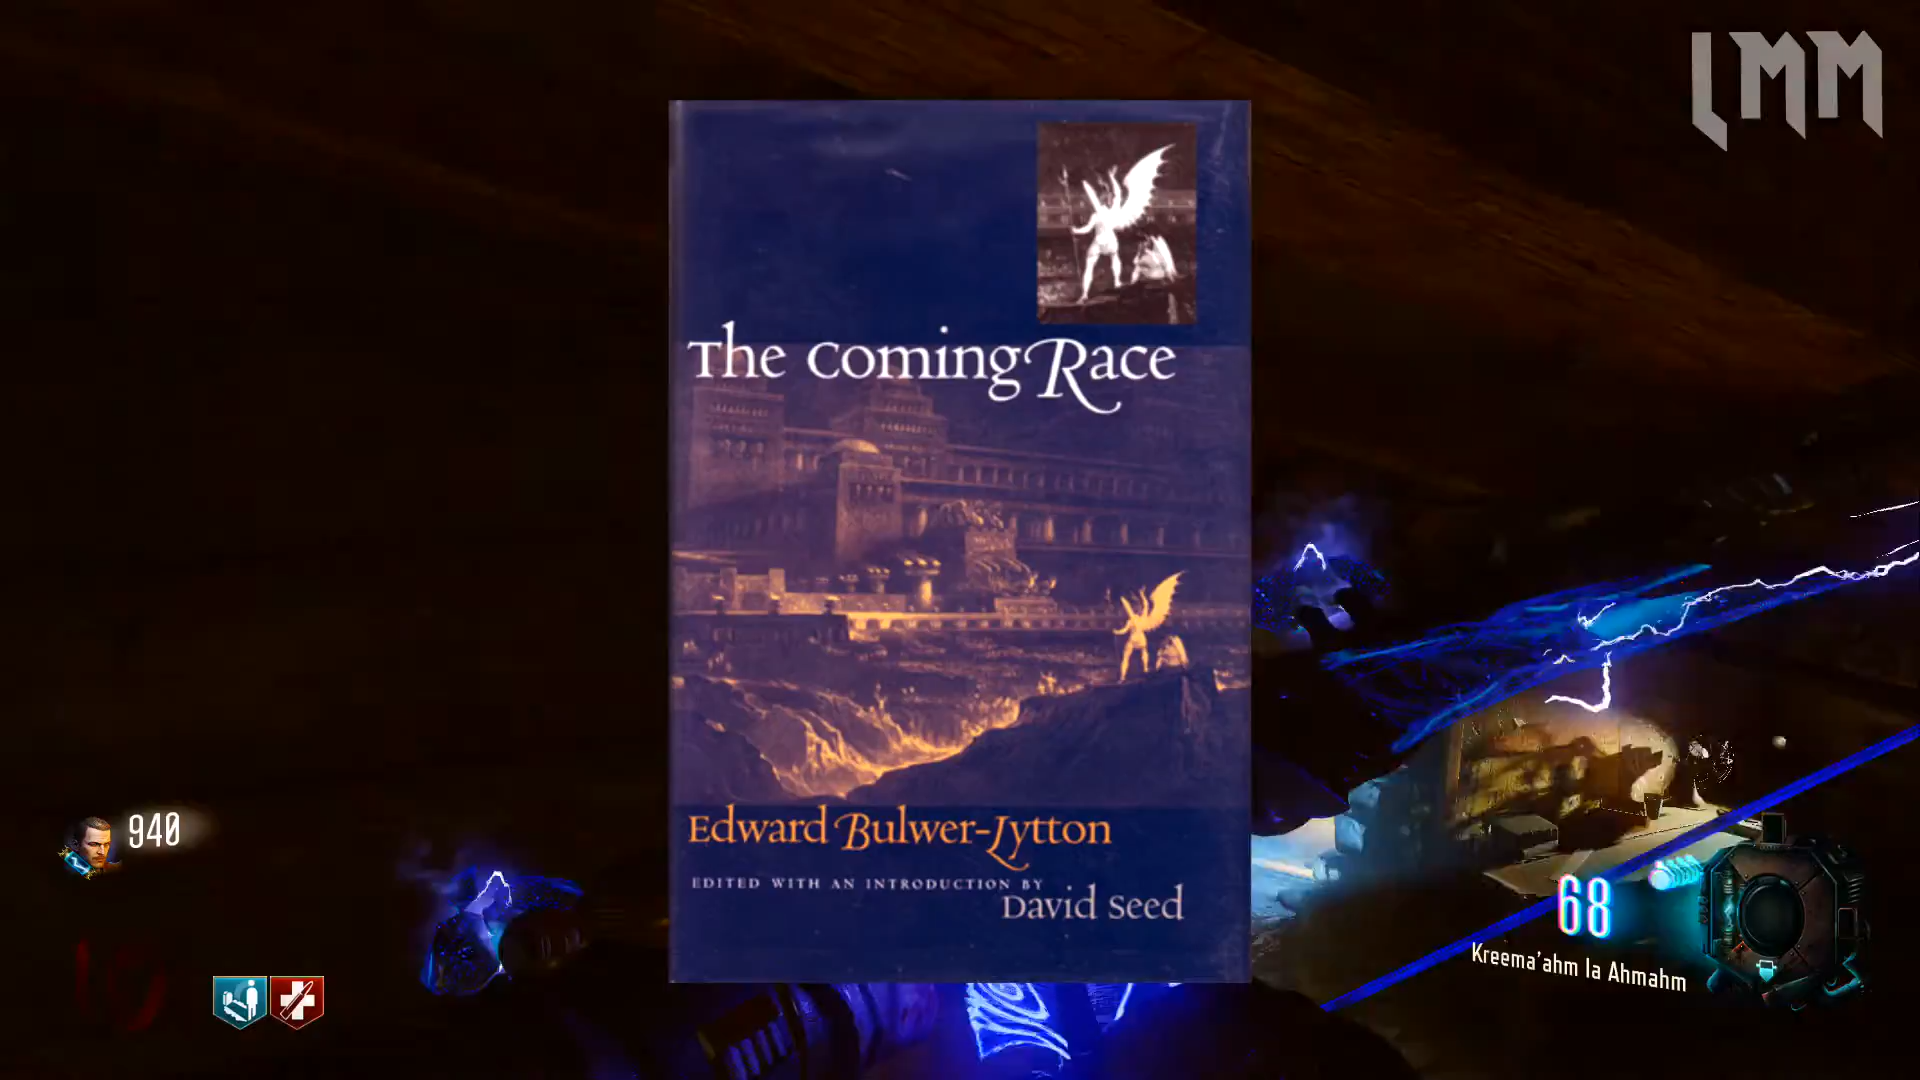 LMM
The Coming Race
Edward Bulwer-Lytton
EDITED WITH AN INTRODUCTION BY
David Seed
940
68
Kreema'ahm la Ahmahm